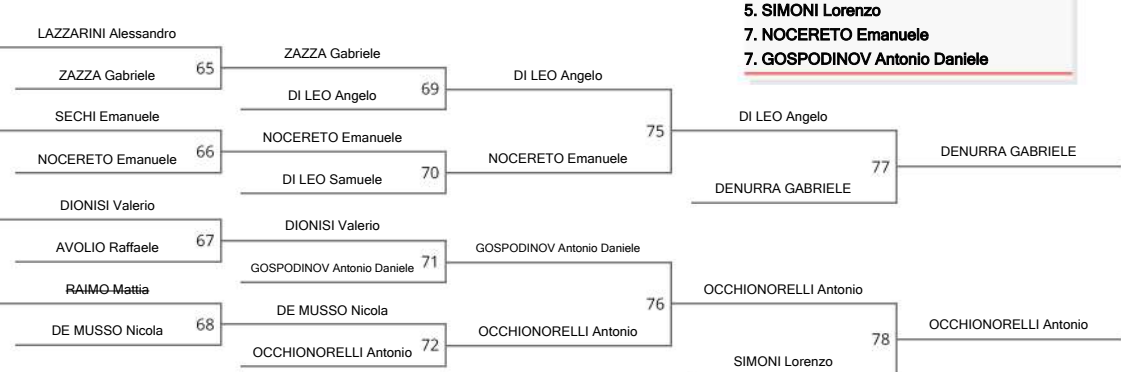 5. SIMONI Lorenzo
7. NOCERETO Emanuele
7. GOSPODINOV Antonio Daniele
LAZZARINI Alessandro
ZAZZA Gabriele
65
SECHI Emanuele
NOCERETO Emanuele
66
DIONISI Valerio
AVOLIO Raffaele
67
RAIMO Mattia
DE MUSSO Nicola
68
ZAZZA Gabriele
DI LEO Angelo
69
NOCERETO Emanuele
DI LEO Samuele
70
DIONISI Valerio
GOSPODINOV Antonio Daniele
71
DE MUSSO Nicola
OCCHIONORELLI Antonio
72
DI LEO Angelo
NOCERETO Emanuele
75
GOSPODINOV Antonio Daniele
OCCHIONORELLI Antonio
76
DI LEO Angelo
DENURRA GABRIELE
77
OCCHIONORELLI Antonio
SIMONI Lorenzo
78
DENURRA GABRIELE
OCCHIONORELLI Antonio